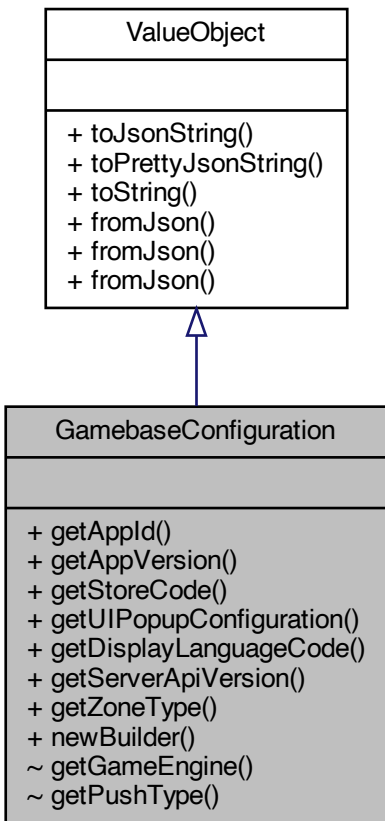 ValueObject
+ toJsonString()
+ toPrettyJsonString()
+ toString()
+ fromJson()
+ fromJson()
+ fromJson()
GamebaseConfiguration
+ getAppId()
+ getAppVersion()
+ getStoreCode()
+ getUIPopupConfiguration()
+ getDisplayLanguageCode()
+ getServerApiVersion()
+ getZoneType()
+ newBuilder()
~ getGameEngine()
~ getPushType()